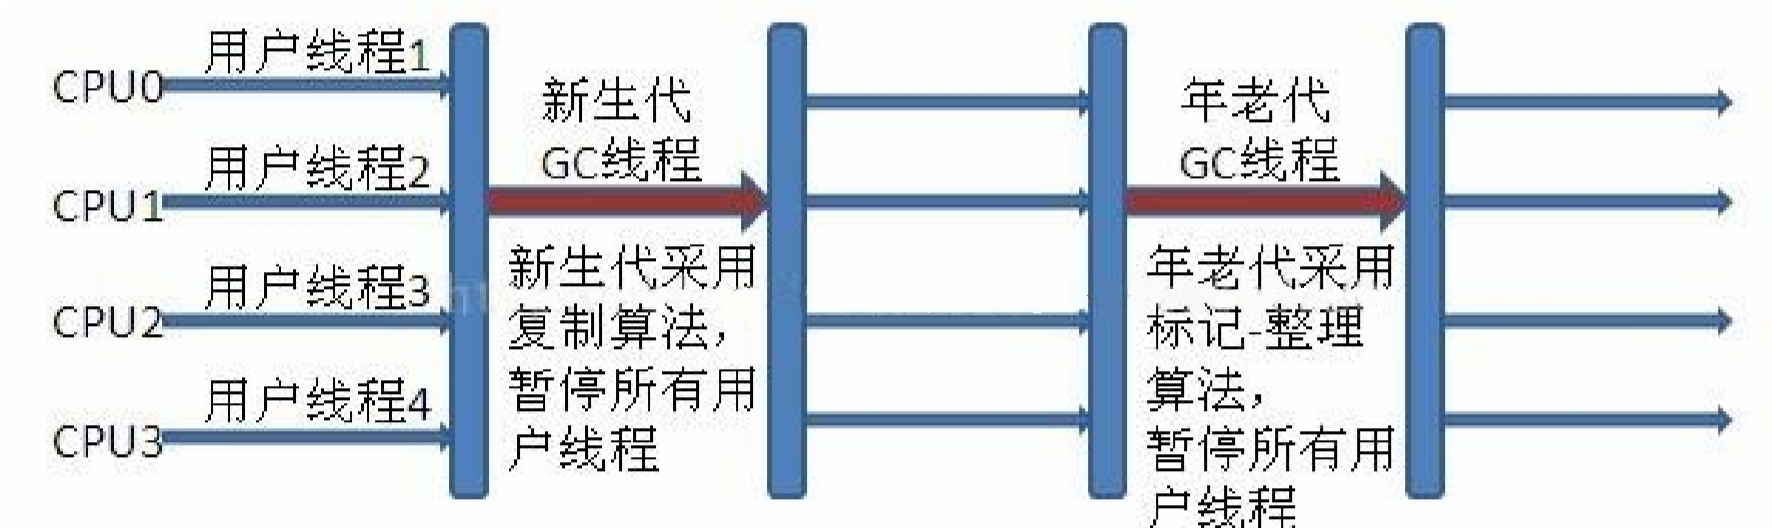 CPU0
用户线程1
CPU1
用户线程2
CPU2
用户线程3
CPU3
用户线程4
新生代
GC线程
新生代采用
复制算法,
暂停所有用
户线程
年老代
GC线程
年老代采用
标记-整理
算法,
暂停所有用
户线程